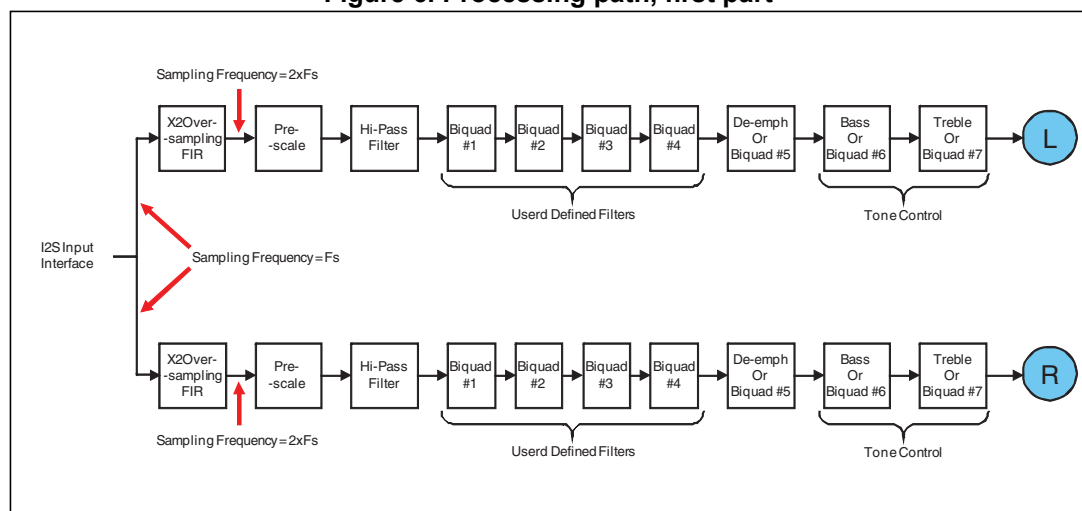 Sampling Frequency = 2xFs
X2Over-
-sampling
FIR
Pre-
-scale
Hi-Pass
Filter
Biquad
#1
Biquad
#2
Biquad
#3
Biquad
#4
De-emph
Or
Biquad #5
Bass
Or
Biquad #6
Treble
Or
Biquad #7
L
Userd Defined Filters
Tone Control
I2S Input
Interface
Sampling Frequency = Fs
X2Over-
-sampling
FIR
Pre-
-scale
Hi-Pass
Filter
Biquad
#1
Biquad
#2
Biquad
#3
Biquad
#4
De-emph
Or
Biquad #5
Bass
Or
Biquad #6
Treble
Or
Biquad #7
R
Sampling Frequency = 2xFs
Userd Defined Filters
Tone Control